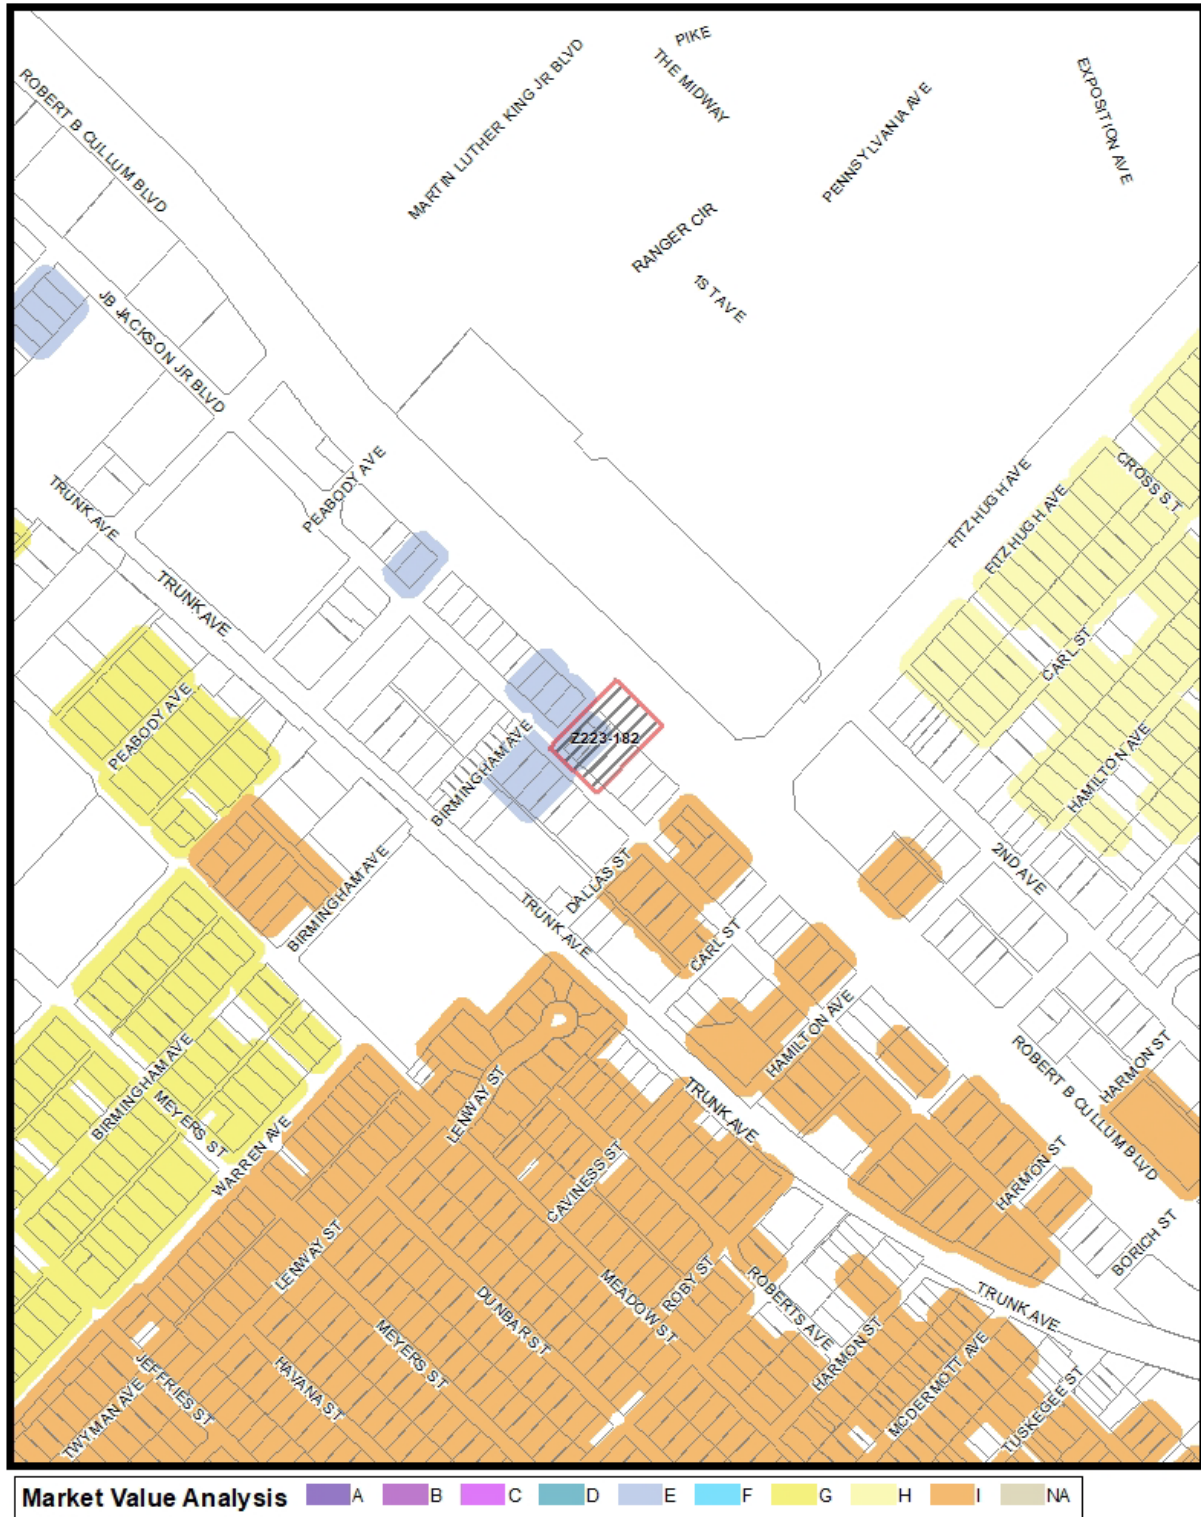 PIKE
THE MIDWAY
MARTIN LUTHER KING JR BLVD
EXPOSITION AVE
PENNSYLVANIA AVE
ROBERT B CULLUM BLVD
RANGER CIR
1ST AVE
JB JACKSON JR BLVD
PEABODY AVE
TRUNK AVE
FITZHUGH AVE
FITZHUGH AVE
CROSS ST
TRUNK AVE
CARL ST
PEABODY AVE
Z223-182
BIRMINGHAM AVE
HAMILTON AVE
2ND AVE
DALLAS ST
BIRMINGHAM AVE
TRUNK AVE
CARL ST
HAMILTON AVE
ROBERT B CULLUM BLVD
HARMON ST
BIRMINGHAM AVE
MEYERS ST
WARREN AVE
LENWAY ST
TRUNK AVE
CAVINESS ST
HARMON ST
BORICH ST
LENWAY ST
DUNBAR ST
MEADOW ST
ROBY ST
ROBERTS AVE
TRUNK AVE
MEYERS ST
HARMON ST
MCDERMOTT AVE
TUSKEGEE ST
TWYMAN AVE
JEFFRIES ST
HAVANA ST
Market Value Analysis A B C D E F G H I NA